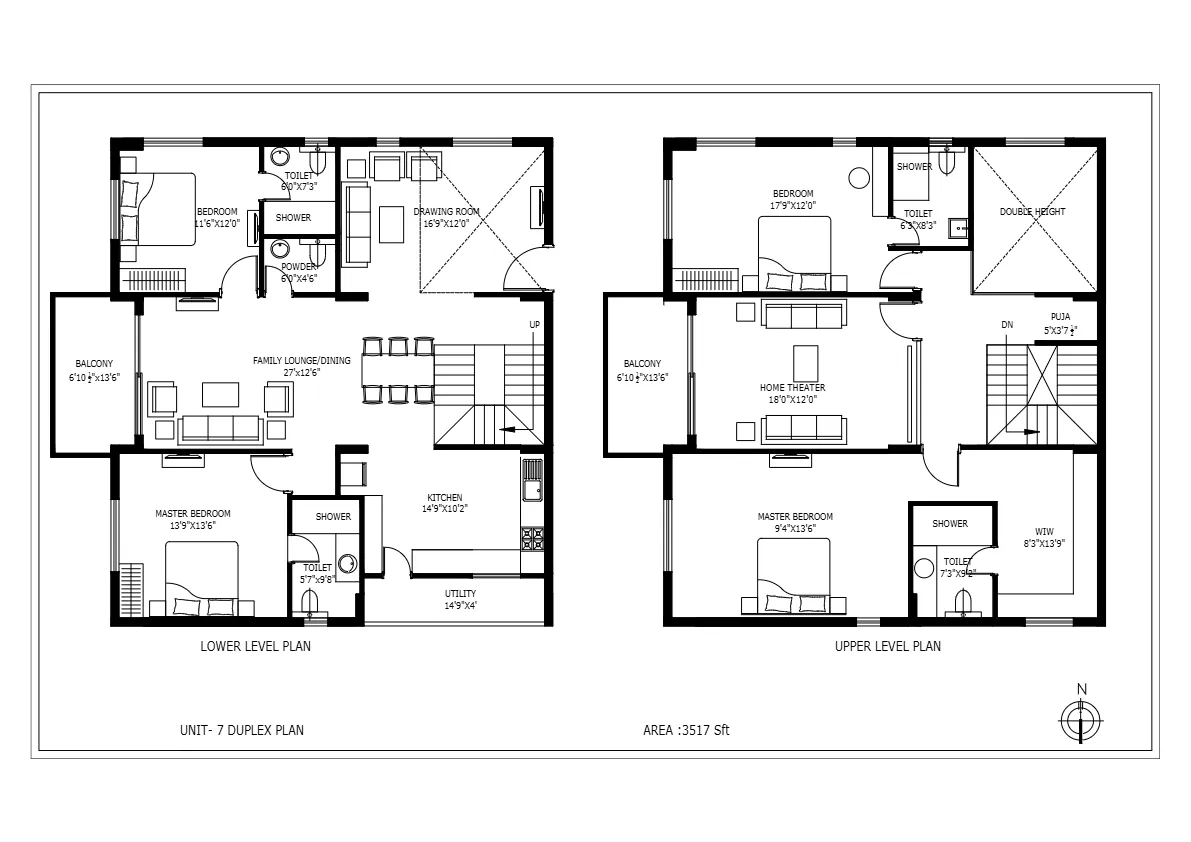 TOILET
6'0"X7'3"
BEDROOM
11'6"X12'0"
SHOWER
DRAWING ROOM
16'9"X12'0"
POWDER
6'0"X4'6"
UP
BALCONY
6'10 ½"x13'6"
FAMILY LOUNGE/DINING
27'x12'6"
MASTER BEDROOM
13'9"X13'6"
SHOWER
KITCHEN
14'9"X10'2"
TOILET
5'7"x9'8"
UTILITY
14'9"X4'
LOWER LEVEL PLAN
SHOWER
BEDROOM
17'9"X12'0"
TOILET
6'3"X8'3"
DOUBLE HEIGHT
PUJA
5'X3'7 ½"
DN
BALCONY
6'10 ½"X13'6"
HOME THEATER
18'0"X12'0"
MASTER BEDROOM
9'4"X13'6"
SHOWER
WIW
8'3"X13'9"
TOILET
7'3"X9'2"
UPPER LEVEL PLAN
N
UNIT- 7 DUPLEX PLAN
AREA :3517 Sft